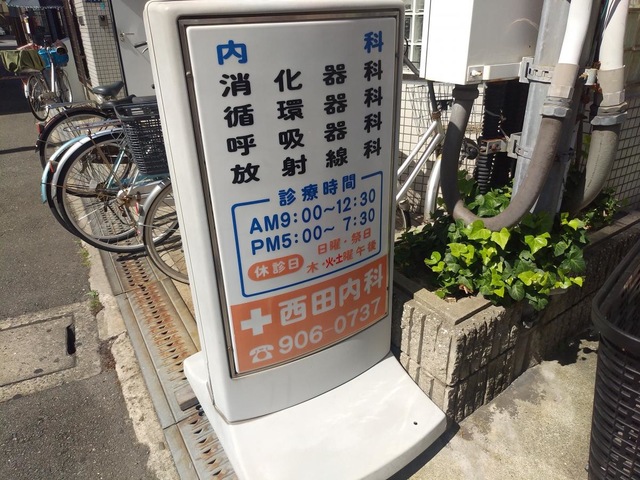 内科
消化器科
循環器科
呼吸器科
放射線科
診療時間
AM9:00～12:30
PM5:00～ 7:30
休診日
日曜・祭日
木・火・土曜午後
西田内科
☎906-0737